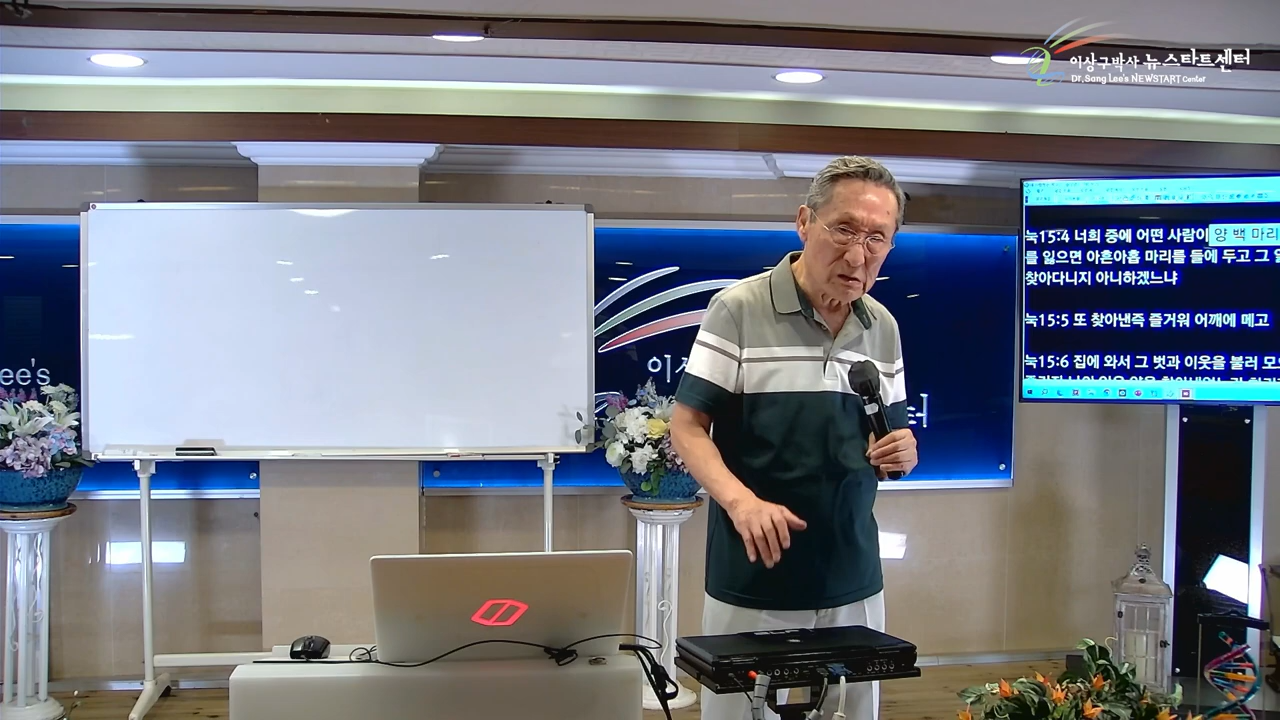 이상구박사 뉴스타트센터
Dr. Sang Lee's NEWSTART Center
눅15:4 너희 중에 어떤 사람이 양 백 마리
를 잃으면 아흔아홉 마리를 들에 두고 그
찾아다니지 아니하겠느냐
눅15:5 또 찾아낸즉 즐거워 어깨에 메고
눅15:6 집에 와서 그 벗과 이웃을 불러
ee's
이